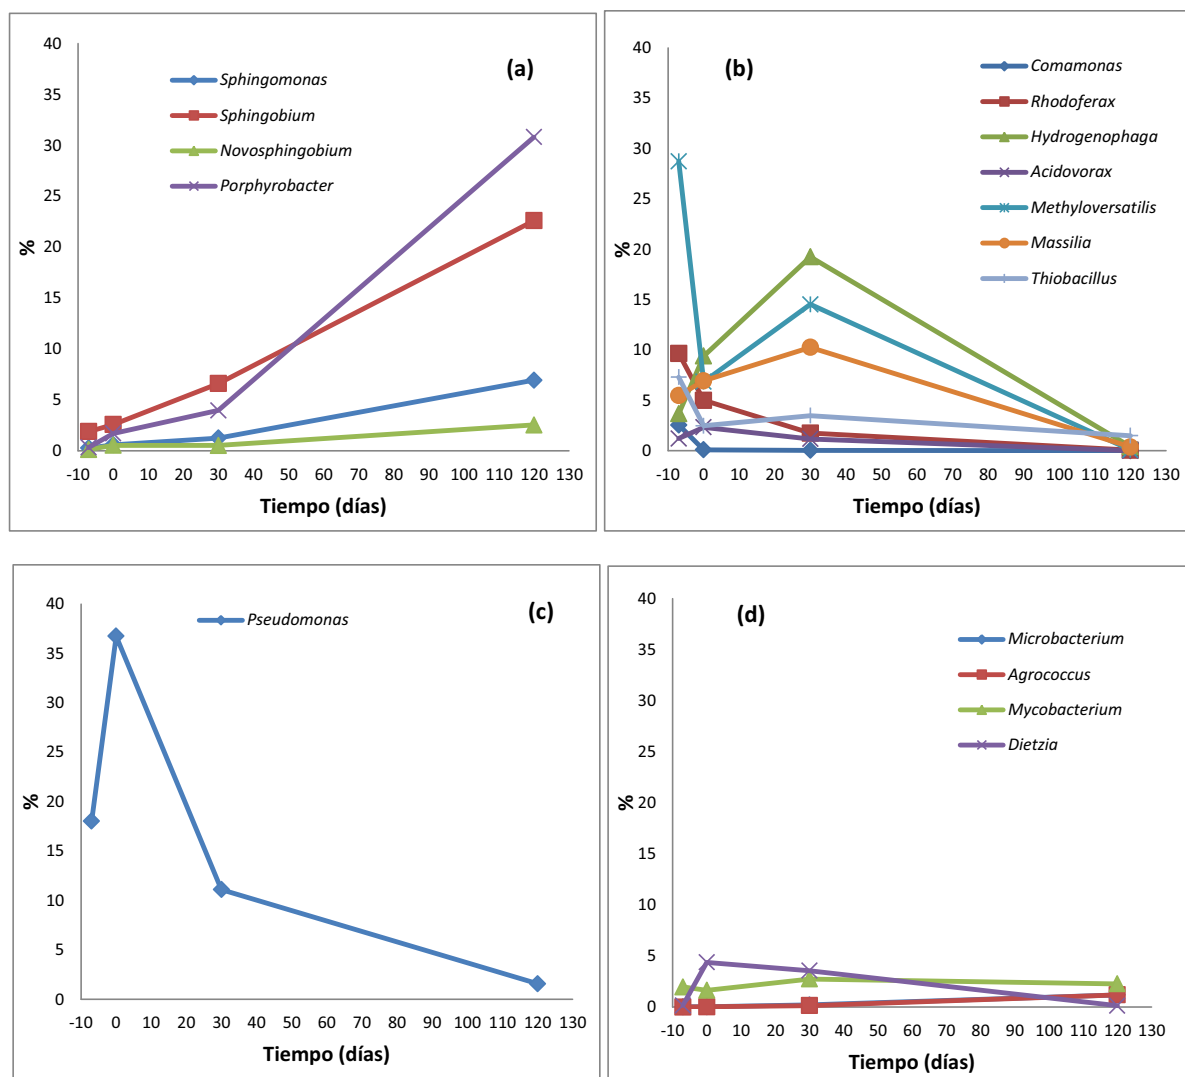 (a)
Sphingomonas
Sphingobium
Novosphingobium
Porphyrobacter
40
35
30
25
20
15
10
5
0
%
-10 0 10 20 30 40 50 60 70 80 90 100 110 120 130
Tiempo (días)
(b)
Comamonas
Rhodoferax
Hydrogenophaga
Acidovorax
Methyloversatilis
Massilia
Thiobacillus
40
35
30
25
20
15
10
5
0
%
-10 0 10 20 30 40 50 60 70 80 90 100 110 120 130
Tiempo (días)
(c)
Pseudomonas
40
35
30
25
20
15
10
5
0
%
-10 0 10 20 30 40 50 60 70 80 90 100 110 120 130
Tiempo (días)
(d)
Microbacterium
Agrococcus
Mycobacterium
Dietzia
40
35
30
25
20
15
10
5
0
%
-10 0 10 20 30 40 50 60 70 80 90 100 110 120 130
Tiempo (días)